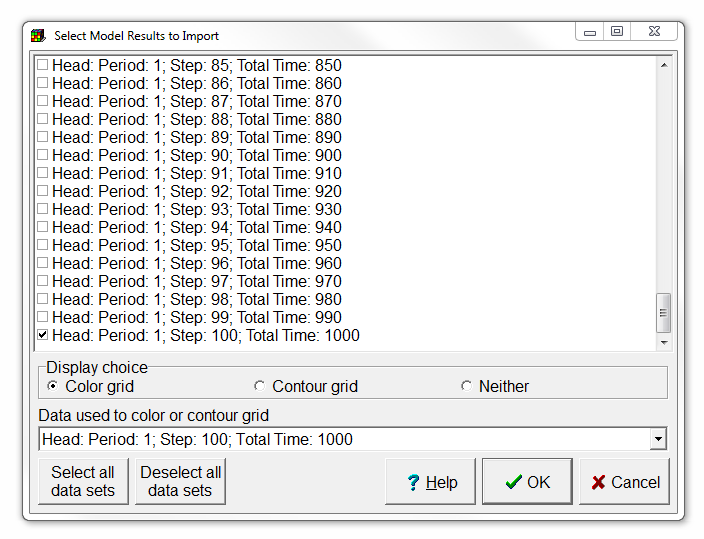 Select Model Results to Import
Head: Period: 1; Step: 85; Total Time: 850
Head: Period: 1; Step: 86; Total Time: 860
Head: Period: 1; Step: 87; Total Time: 870
Head: Period: 1; Step: 88; Total Time: 880
Head: Period: 1; Step: 89; Total Time: 890
Head: Period: 1; Step: 90; Total Time: 900
Head: Period: 1; Step: 91; Total Time: 910
Head: Period: 1; Step: 92; Total Time: 920
Head: Period: 1; Step: 93; Total Time: 930
Head: Period: 1; Step: 94; Total Time: 940
Head: Period: 1; Step: 95; Total Time: 950
Head: Period: 1; Step: 96; Total Time: 960
Head: Period: 1; Step: 97; Total Time: 970
Head: Period: 1; Step: 98; Total Time: 980
Head: Period: 1; Step: 99; Total Time: 990
Head: Period: 1; Step: 100; Total Time: 1000
Display choice
Color grid Contour grid Neither
Data used to color or contour grid
Head: Period: 1; Step: 100; Total Time: 1000
Select all
data sets
Deselect all
data sets
? Help
OK
Cancel